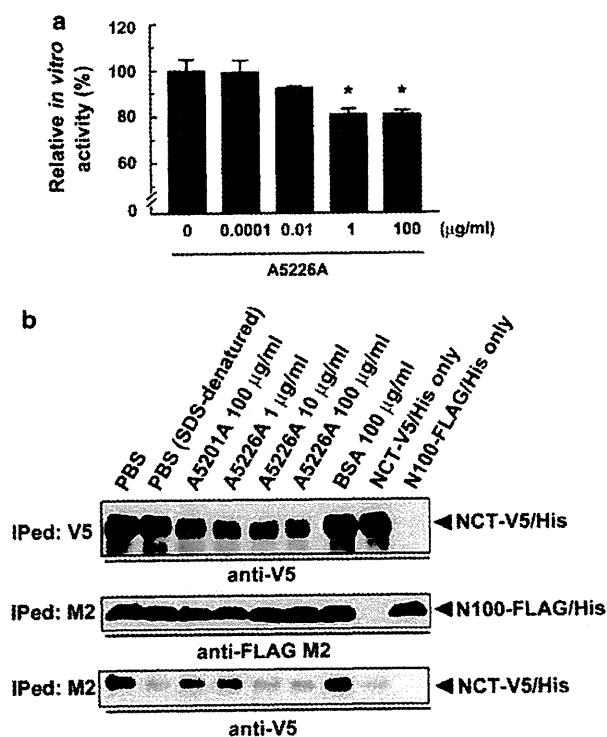 a
Relative in vitro
activity (%)
120
100
80
60
0
* *
0 0.0001 0.01 1 100 (μg/ml)
A5226A
b
PBS
PBS (SDS-denatured)
A5201A 100 μg/ml
A5226A 1 μg/ml
A5226A 10 μg/ml
A5226A 100 μg/ml
BSA 100 μg/ml
NCT-V5/His only
N100-FLAG/His only
IPed: V5 ◀NCT-V5/His
anti-V5
IPed: M2 ◀N100-FLAG/His
anti-FLAG M2
IPed: M2 ◀NCT-V5/His
anti-V5